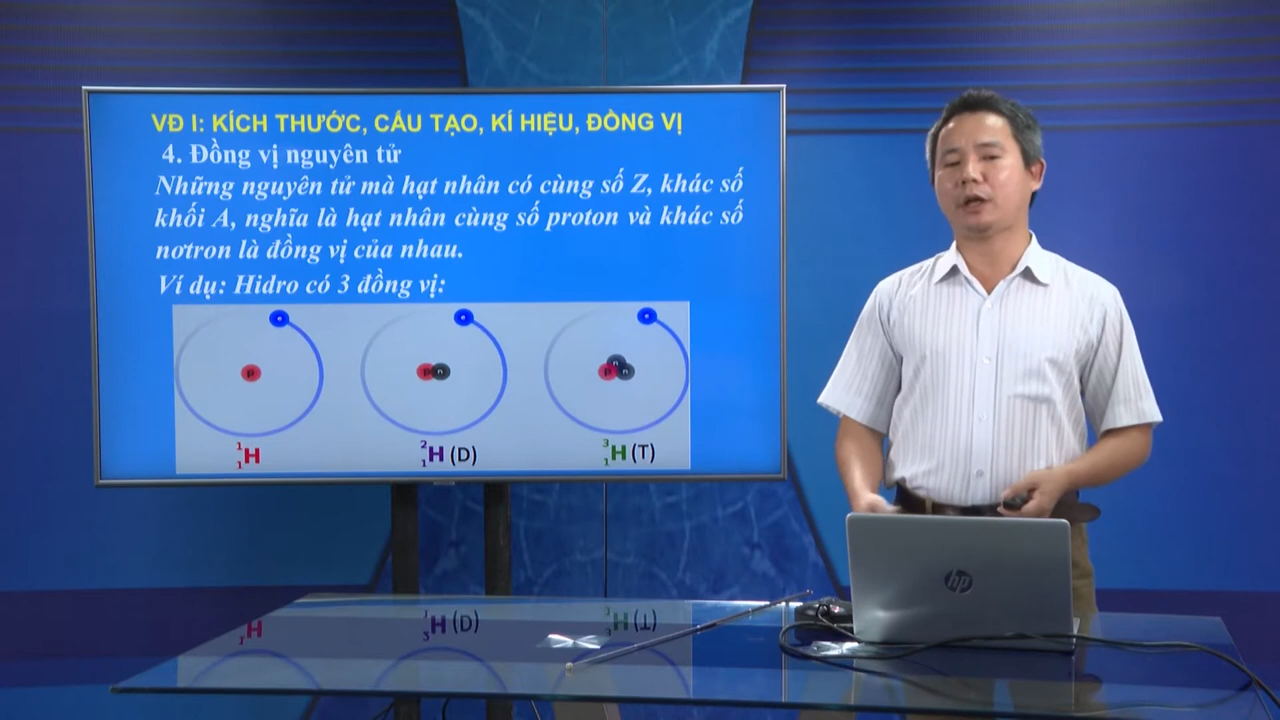 VĐ I: KÍCH THƯỚC, CẤU TẠO, KÍ HIỆU, ĐỒNG VỊ
4. Đồng vị nguyên tử
Những nguyên tử mà hạt nhân có cùng số Z, khác số
khối A, nghĩa là hạt nhân cùng số proton và khác số
nơtron là đồng vị của nhau.
Ví dụ: Hidro có 3 đồng vị:
e e e
p p n p n n
¹₁H ²₁H (D) ³₁H (T)
hp